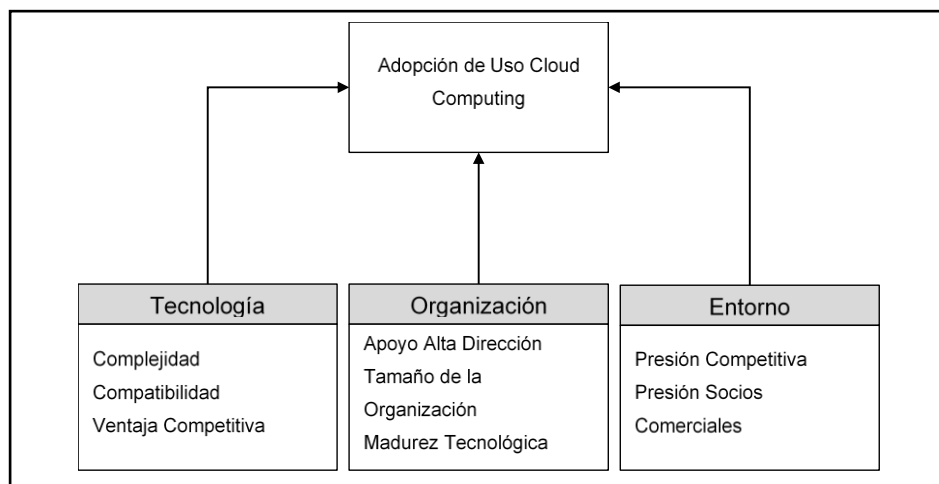 Adopción de Uso Cloud
Computing
Tecnología
Complejidad
Compatibilidad
Ventaja Competitiva
Organización
Apoyo Alta Dirección
Tamaño de la
Organización
Madurez Tecnológica
Entorno
Presión Competitiva
Presión Socios
Comerciales